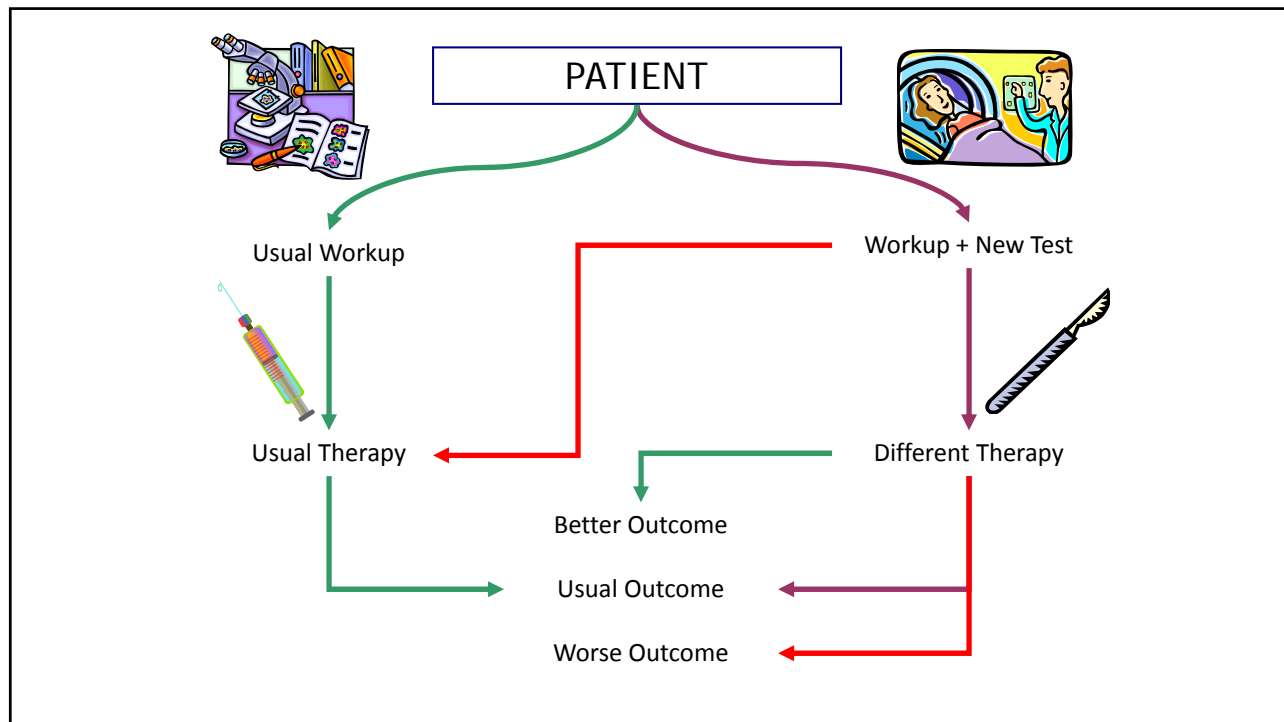 PATIENT
Usual Workup
Workup + New Test
Usual Therapy
Different Therapy
Better Outcome
Usual Outcome
Worse Outcome